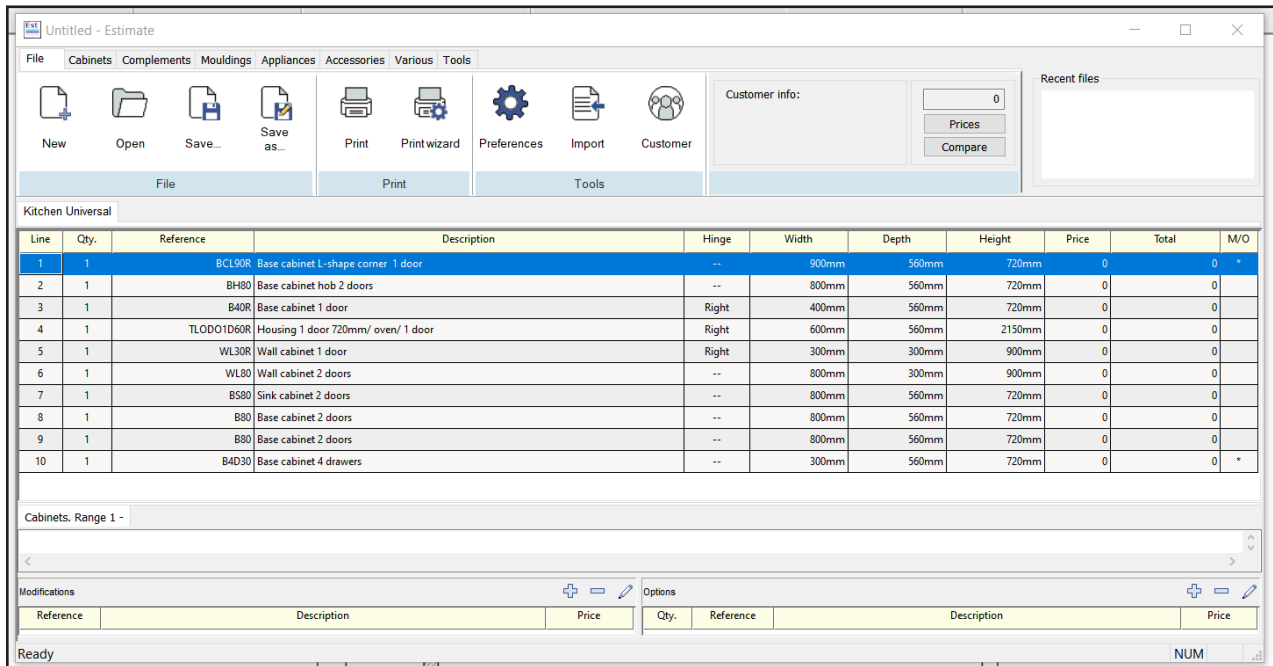 Est
Untitled - Estimate
File Cabinets Complements Mouldings Appliances Accessories Various Tools
New Open Save... Save as... Print Print wizard Preferences Import Customer
Customer info:
0
Prices
Compare
Recent files
File Print Tools
Kitchen Universal
Line Qty. Reference Description Hinge Width Depth Height Price Total M/O
1 1 BCL90R Base cabinet L-shape corner 1 door -- 900mm 560mm 720mm 0 0 *
2 1 BH80 Base cabinet hob 2 doors -- 800mm 560mm 720mm 0 0
3 1 B40R Base cabinet 1 door Right 400mm 560mm 720mm 0 0
4 1 TLODO1D60R Housing 1 door 720mm/ oven/ 1 door Right 600mm 560mm 2150mm 0 0
5 1 WL30R Wall cabinet 1 door Right 300mm 300mm 900mm 0 0
6 1 WL80 Wall cabinet 2 doors -- 800mm 300mm 900mm 0 0
7 1 BS80 Sink cabinet 2 doors -- 800mm 560mm 720mm 0 0
8 1 B80 Base cabinet 2 doors -- 800mm 560mm 720mm 0 0
9 1 B80 Base cabinet 2 doors -- 800mm 560mm 720mm 0 0
10 1 B4D30 Base cabinet 4 drawers -- 300mm 560mm 720mm 0 0 *
Cabinets. Range 1 -
Modifications Options
Reference Description Price Qty. Reference Description Price
Ready NUM